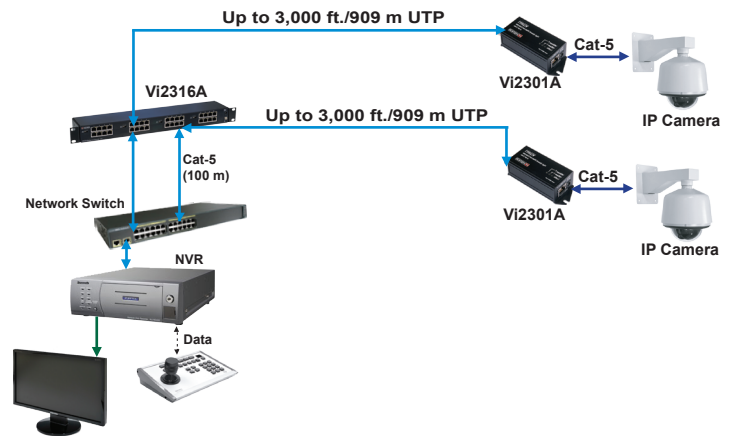 Up to 3,000 ft./909 m UTP
Cat-5
Vi2301A
IP Camera
Vi2316A
Up to 3,000 ft./909 m UTP
Cat-5
(100 m)
Cat-5
Vi2301A
IP Camera
Network Switch
NVR
Data